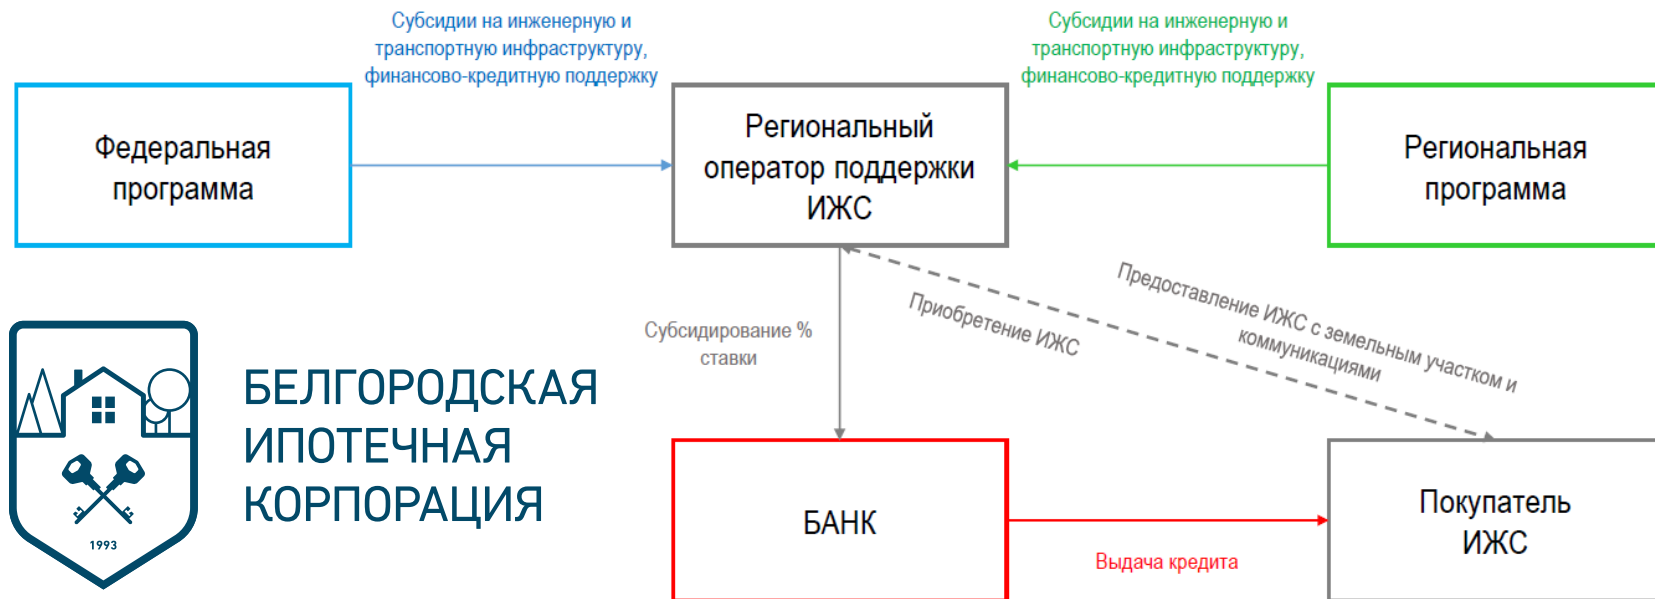 Субсидии на инженерную и
транспортную инфраструктуру,
финансово-кредитную поддержку
Субсидии на инженерную и
транспортную инфраструктуру,
финансово-кредитную поддержку
Федеральная
программа
Региональный
оператор поддержки
ИЖС
Региональная
программа
Субсидирование %
ставки
Приобретение ИЖС
Предоставление ИЖС с земельным участком и
коммуникациями
1993
БЕЛГОРОДСКАЯ
ИПОТЕЧНАЯ
КОРПОРАЦИЯ
БАНК
Выдача кредита
Покупатель
ИЖС